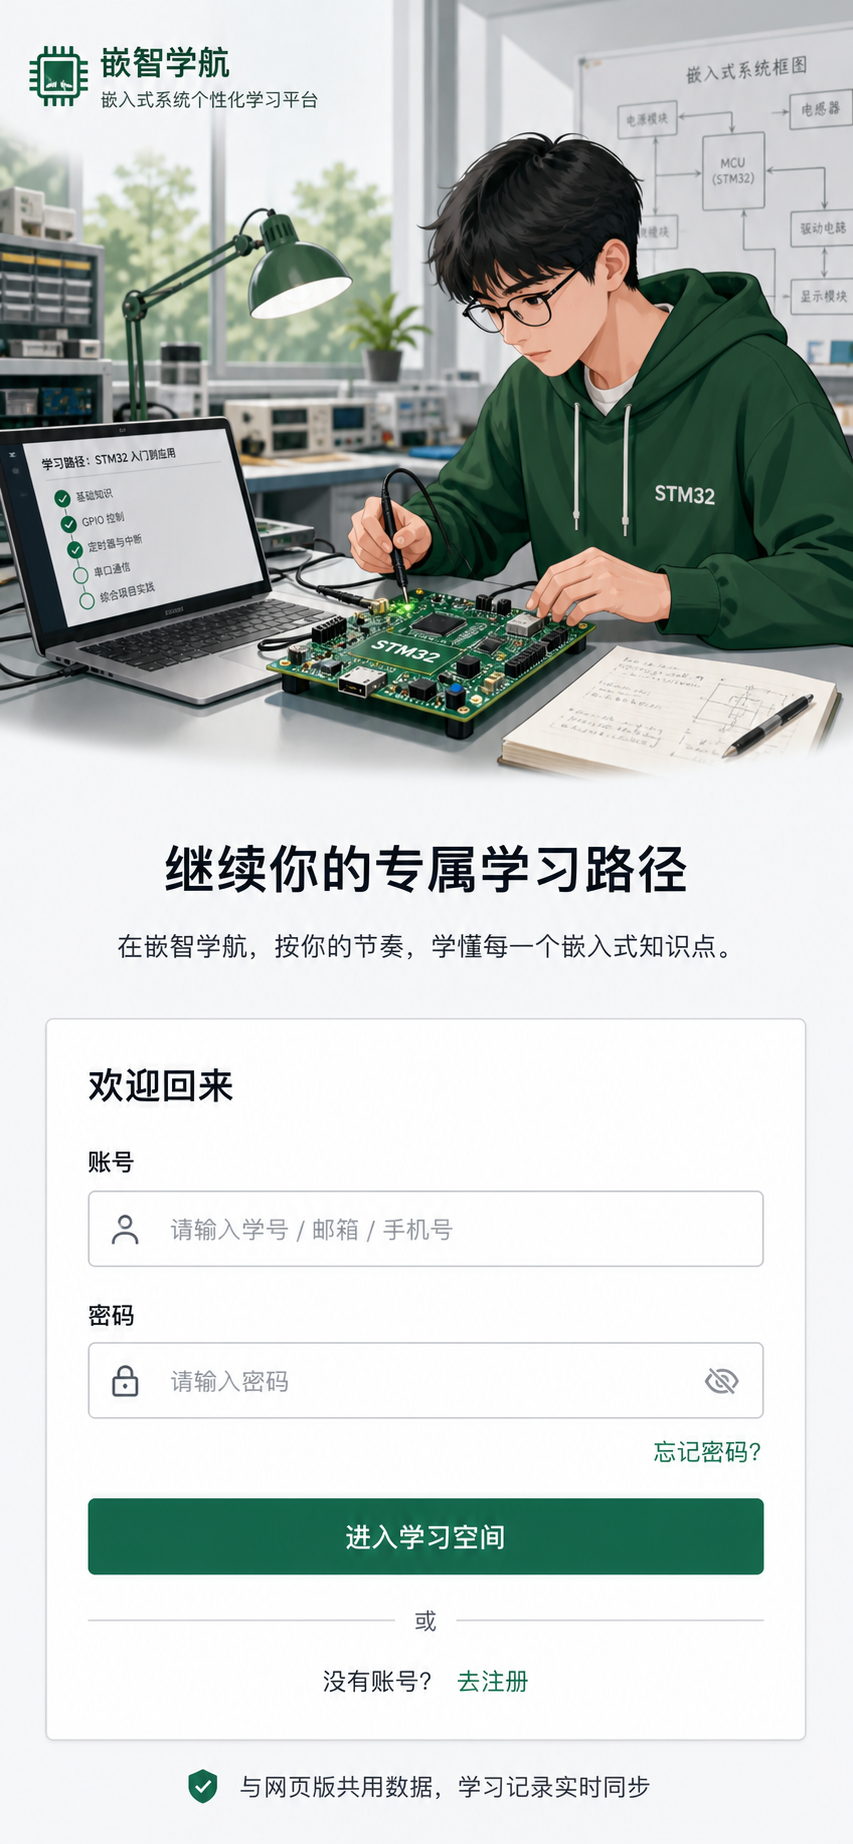 嵌智学航
嵌入式系统个性化学习平台
嵌入式系统框图
电源模块
电感器
MCU
(STM32)
驱动电路
显示模块
学习路径：STM32 入门到应用
基础知识
GPIO 控制
定时器与中断
串口通信
综合项目实践
STM32
STM32
继续你的专属学习路径
在嵌智学航，按你的节奏，学懂每一个嵌入式知识点。
欢迎回来
账号
请输入学号 / 邮箱 / 手机号
密码
请输入密码
忘记密码?
进入学习空间
或
没有账号? 去注册
与网页版共用数据，学习记录实时同步